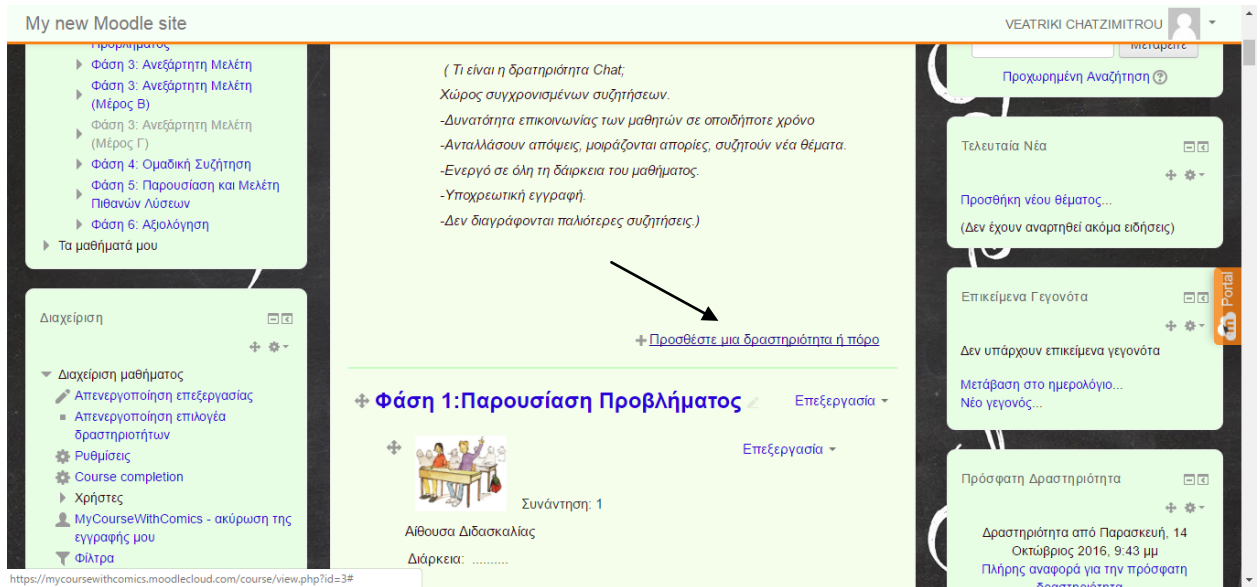 My new Moodle site
VEATRIKI CHATZIMITROU
Προβλήματος
Φάση 3: Ανεξάρτητη Μελέτη
Φάση 3: Ανεξάρτητη Μελέτη
(Μέρος Β)
Φάση 3: Ανεξάρτητη Μελέτη
(Μέρος Γ)
Φάση 4: Ομαδική Συζήτηση
Φάση 5: Παρουσίαση και Μελέτη
Πιθανών Λύσεων
Φάση 6: Αξιολόγηση
Τα μαθήματά μου
Διαχείριση
Διαχείριση μαθήματος
Απενεργοποίηση επεξεργασίας
Απενεργοποίηση επιλογέα
δραστηριοτήτων
Ρυθμίσεις
Course completion
Χρήστες
MyCourseWithComics - ακύρωση της
εγγραφής μου
Φίλτρα
https://mycoursewithcomics.moodlecloud.com/course/view.php?id=3#
( Τι είναι η δρατηριότητα Chat;
Χώρος συγχρονισμένων συζητήσεων.
-Δυνατότητα επικοινωνίας των μαθητών σε οποιδήποτε χρόνο
-Ανταλλάσουν απόψεις, μοιράζονται απορίες, συζητούν νέα θέματα.
-Ενεργό σε όλη τη δάιρκεια του μαθήματος.
-Υποχρεωτική εγγραφή.
-Δεν διαγράφονται παλιότερες συζητήσεις.)
Προσθέστε μια δραστηριότητα ή πόρο
Φάση 1:Παρουσίαση Προβλήματος
Επεξεργασία
Επεξεργασία
Συνάντηση: 1
Αίθουσα Διδασκαλίας
Διάρκεια: ..........
Μεταβείτε
Προχωρημένη Αναζήτηση
Τελευταία Νέα
Προσθήκη νέου θέματος...
(Δεν έχουν αναρτηθεί ακόμα ειδήσεις)
Επικείμενα Γεγονότα
Δεν υπάρχουν επικείμενα γεγονότα
Μετάβαση στο ημερολόγιο...
Νέο γεγονός...
Πρόσφατη Δραστηριότητα
Δραστηριότητα από Παρασκευή, 14
Οκτώβριος 2016, 9:43 μμ
Πλήρης αναφορά για την πρόσφατη
δραστηριότητα
Portal